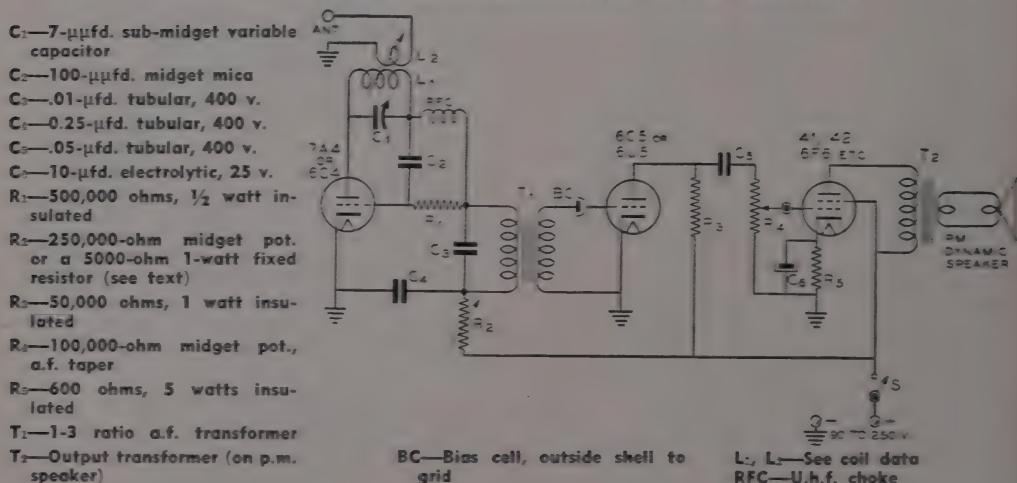 C₁—7-μμfd. sub-midget variable
capacitor
C₂—100-μμfd. midget mica
C₃—.01-μfd. tubular, 400 v.
C₄—0.25-μfd. tubular, 400 v.
C₅—.05-μfd. tubular, 400 v.
C₆—10-μfd. electrolytic, 25 v.
R₁—500,000 ohms, ½ watt in-
sulated
R₂—250,000-ohm midget pot.
or a 5000-ohm 1-watt fixed
resistor (see text)
R₃—50,000 ohms, 1 watt insu-
lated
R₄—100,000-ohm midget pot.,
a.f. taper
R₅—600 ohms, 5 watts insu-
lated
T₁—1-3 ratio a.f. transformer
T₂—Output transformer (on p.m.
speaker)
ANT
L₂
L₁
RFC
C₁
C₂
7A4
OR
6C4
R₁
C₃
C₄
R₂
T₁
BC
6C5 OR
6J5
C₅
R₃
R₄
41, 42
6F6 ETC
C₆
R₅
T₂
PM
DYNAMIC
SPEAKER
S
90 TO 250 V.
BC—Bias cell, outside shell to
grid
L₁, L₂—See coil data
RFC—U.h.f. choke